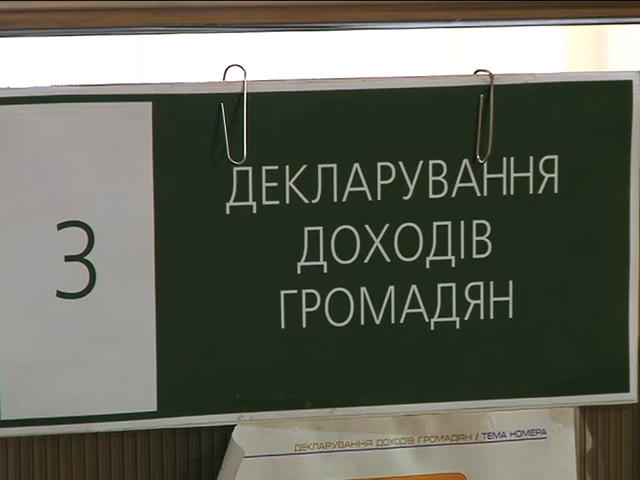 3
ДЕКЛАРУВАННЯ
ДОХОДІВ
ГРОМАДЯН
ДЕКЛАРУВАННЯ ДОХОДІВ ГРОМАДЯН / ТЕМА НОМЕРА